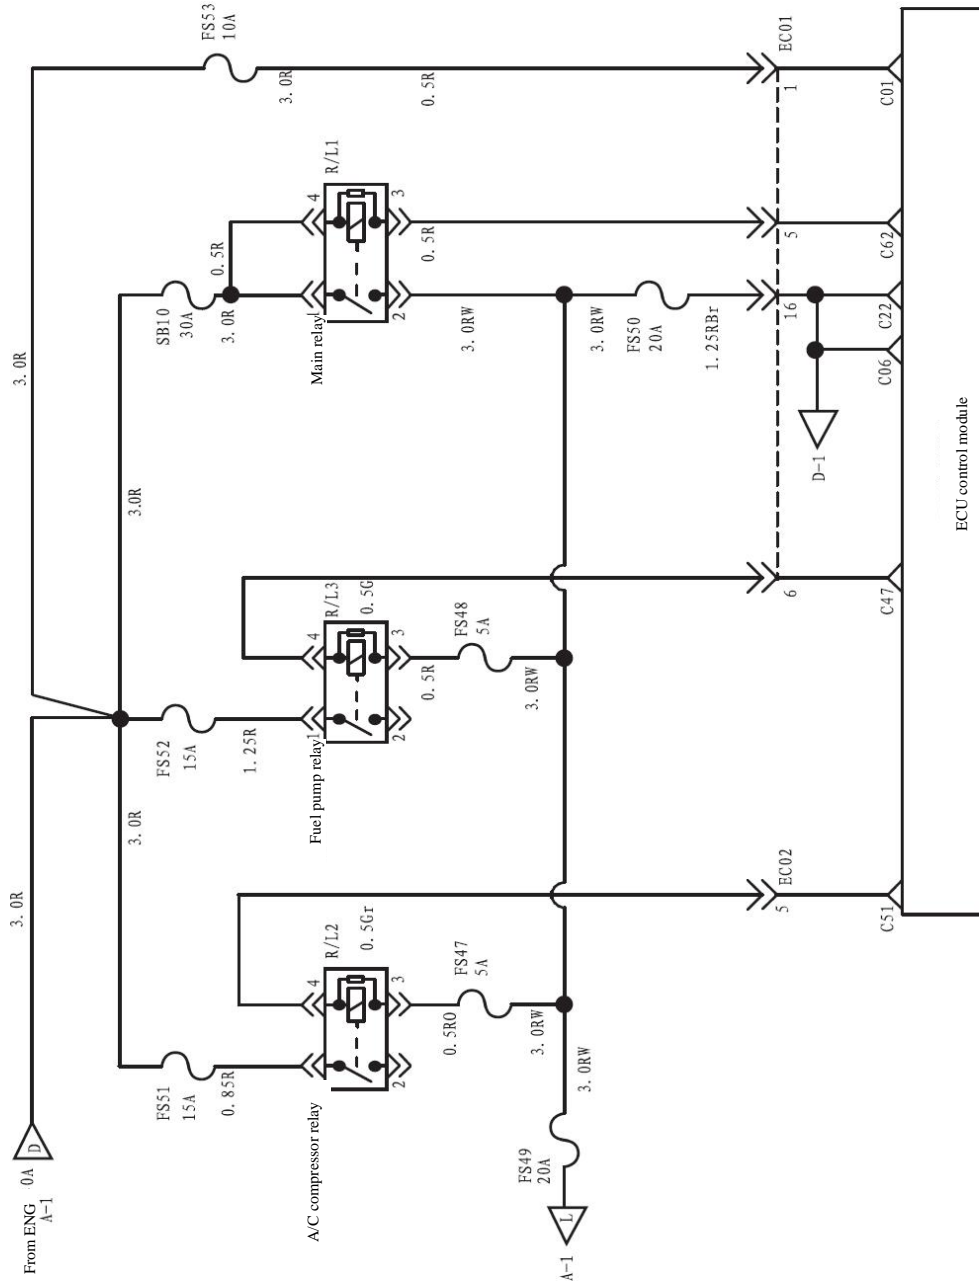 From ENG 0A
A-1
D
3.0R
3.0R
FS53
10A
3.0R
0.5R
1
EC01
C01
3.0R
3.0R
FS51
15A
0.85R
A/C compressor relay
R/L2
4
3
2
0.5Gr
0.5RO
FS47
5A
3.0RW
3.0RW
FS49
20A
L
A-1
5
EC02
C51
FS52
15A
1.25R
Fuel pump relay
1
R/L3
4
3
2
0.5G
0.5R
FS48
5A
3.0RW
6
C47
SB10
30A
3.0R
0.5R
Main relay
R/L1
4
3
2
0.5R
3.0RW
3.0RW
FS50
20A
1.25RBr
5
16
C62
C22
C06
D-1
ECU control module